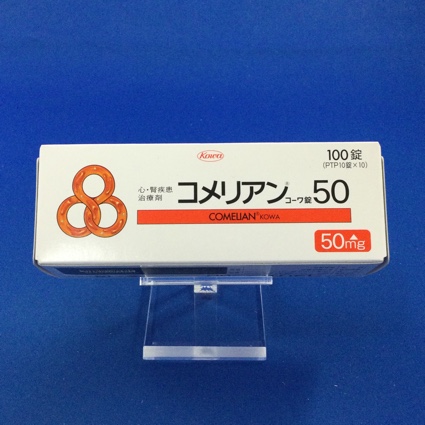 Kowa
100錠
(PTP10錠×10)
心・腎疾患
治療剤
コメリアン®コーワ錠50
COMELIAN® KOWA
50mg